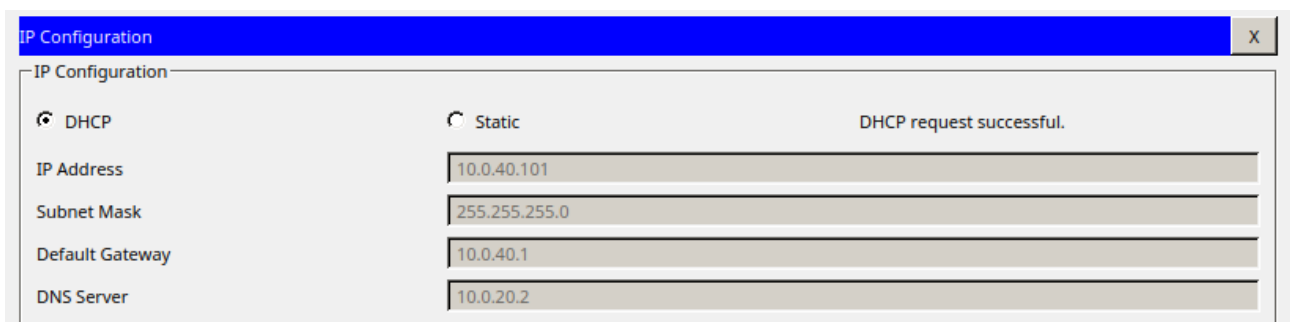 IP Configuration X
IP Configuration
DHCP Static DHCP request successful.
IP Address 10.0.40.101
Subnet Mask 255.255.255.0
Default Gateway 10.0.40.1
DNS Server 10.0.20.2